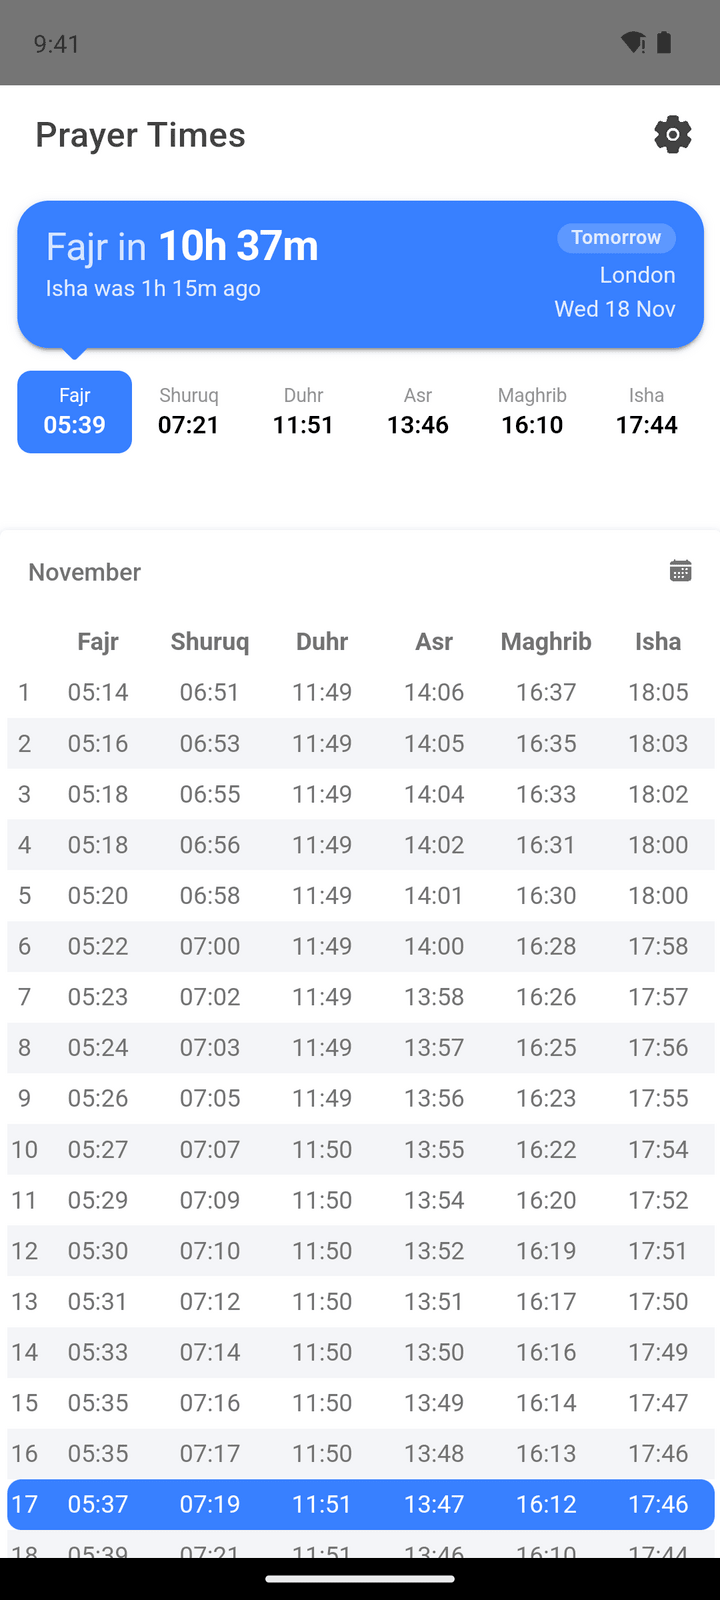 9:41
Prayer Times
Fajr in 10h 37m
Isha was 1h 15m ago
Tomorrow
London
Wed 18 Nov
Fajr Shuruq Duhr Asr Maghrib Isha
05:39 07:21 11:51 13:46 16:10 17:44
November
Fajr Shuruq Duhr Asr Maghrib Isha
1 05:14 06:51 11:49 14:06 16:37 18:05
2 05:16 06:53 11:49 14:05 16:35 18:03
3 05:18 06:55 11:49 14:04 16:33 18:02
4 05:18 06:56 11:49 14:02 16:31 18:00
5 05:20 06:58 11:49 14:01 16:30 18:00
6 05:22 07:00 11:49 14:00 16:28 17:58
7 05:23 07:02 11:49 13:58 16:26 17:57
8 05:24 07:03 11:49 13:57 16:25 17:56
9 05:26 07:05 11:49 13:56 16:23 17:55
10 05:27 07:07 11:50 13:55 16:22 17:54
11 05:29 07:09 11:50 13:54 16:20 17:52
12 05:30 07:10 11:50 13:52 16:19 17:51
13 05:31 07:12 11:50 13:51 16:17 17:50
14 05:33 07:14 11:50 13:50 16:16 17:49
15 05:35 07:16 11:50 13:49 16:14 17:47
16 05:35 07:17 11:50 13:48 16:13 17:46
17 05:37 07:19 11:51 13:47 16:12 17:46
18 05:39 07:21 11:51 13:46 16:10 17:44